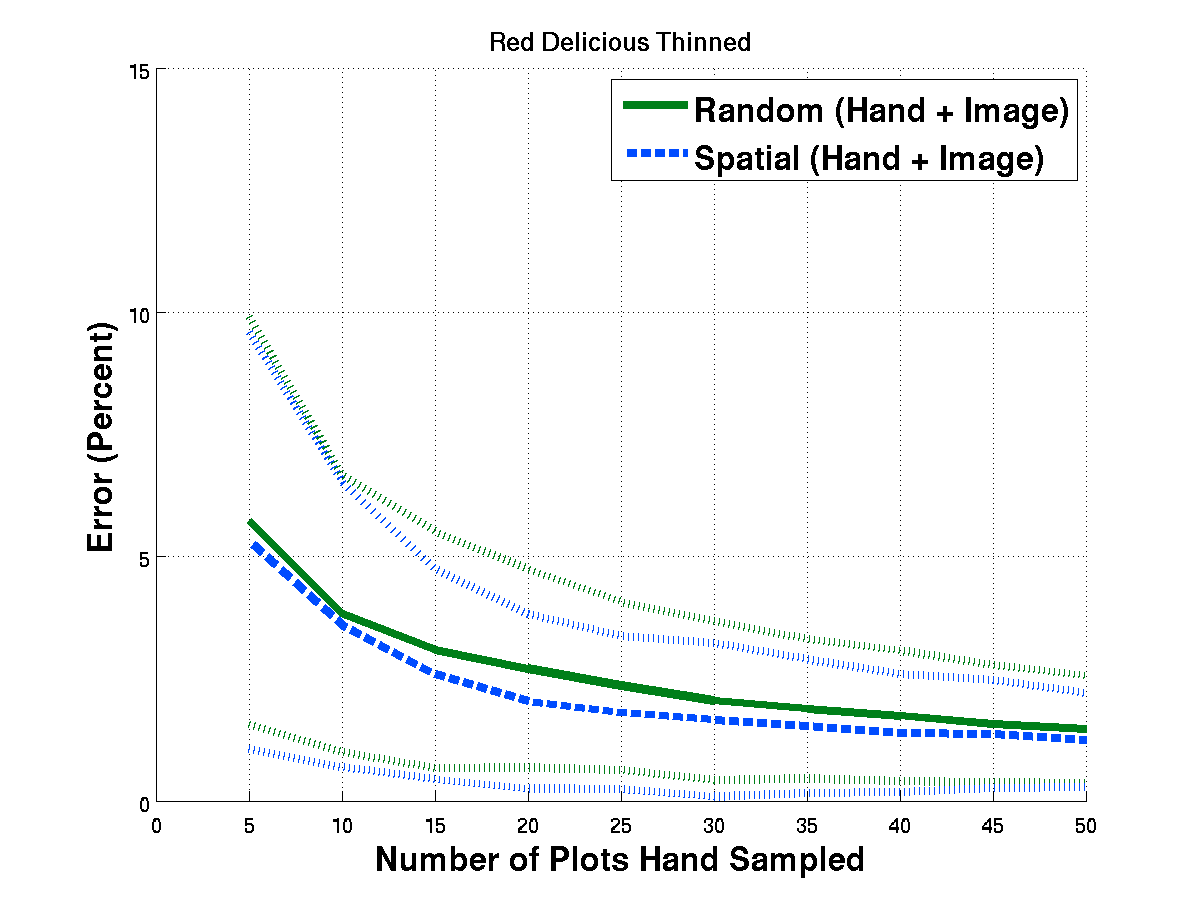 Red Delicious Thinned
15
Random (Hand + Image)
Spatial (Hand + Image)
10
Error (Percent)
5
0
0 5 10 15 20 25 30 35 40 45 50
Number of Plots Hand Sampled